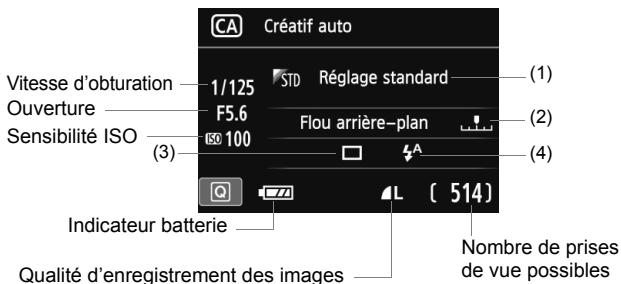 CA Créatif auto
Vitesse d'obturation 1/125 STD Réglage standard (1)
Ouverture F5.6 Flou arrière-plan (2)
Sensibilité ISO ISO 100
(3) A (4)
Q L ( 514)
Indicateur batterie
Nombre de prises
de vue possibles
Qualité d'enregistrement des images